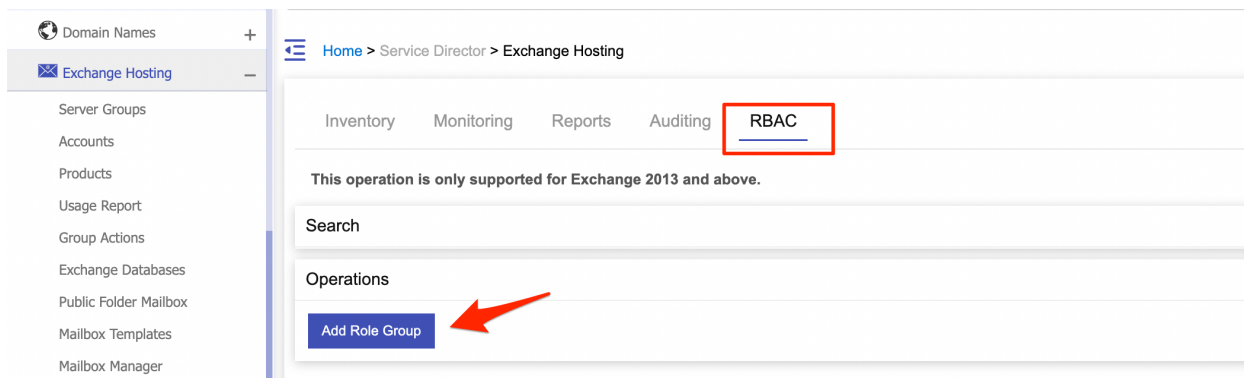 Domain Names +
Exchange Hosting –
Server Groups
Accounts
Products
Usage Report
Group Actions
Exchange Databases
Public Folder Mailbox
Mailbox Templates
Mailbox Manager
Home > Service Director > Exchange Hosting
Inventory Monitoring Reports Auditing RBAC
This operation is only supported for Exchange 2013 and above.
Search
Operations
Add Role Group